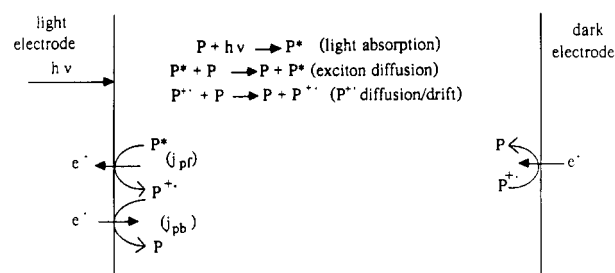 light
electrode
hν
P + hν → P* (light absorption)
P* + P → P + P* (exciton diffusion)
P⁺· + P → P + P⁺· (P⁺· diffusion/drift)
dark
electrode
P*
e⁻ (jpf)
P⁺·
e⁻ (jpb)
P
P
e⁻
P⁺·